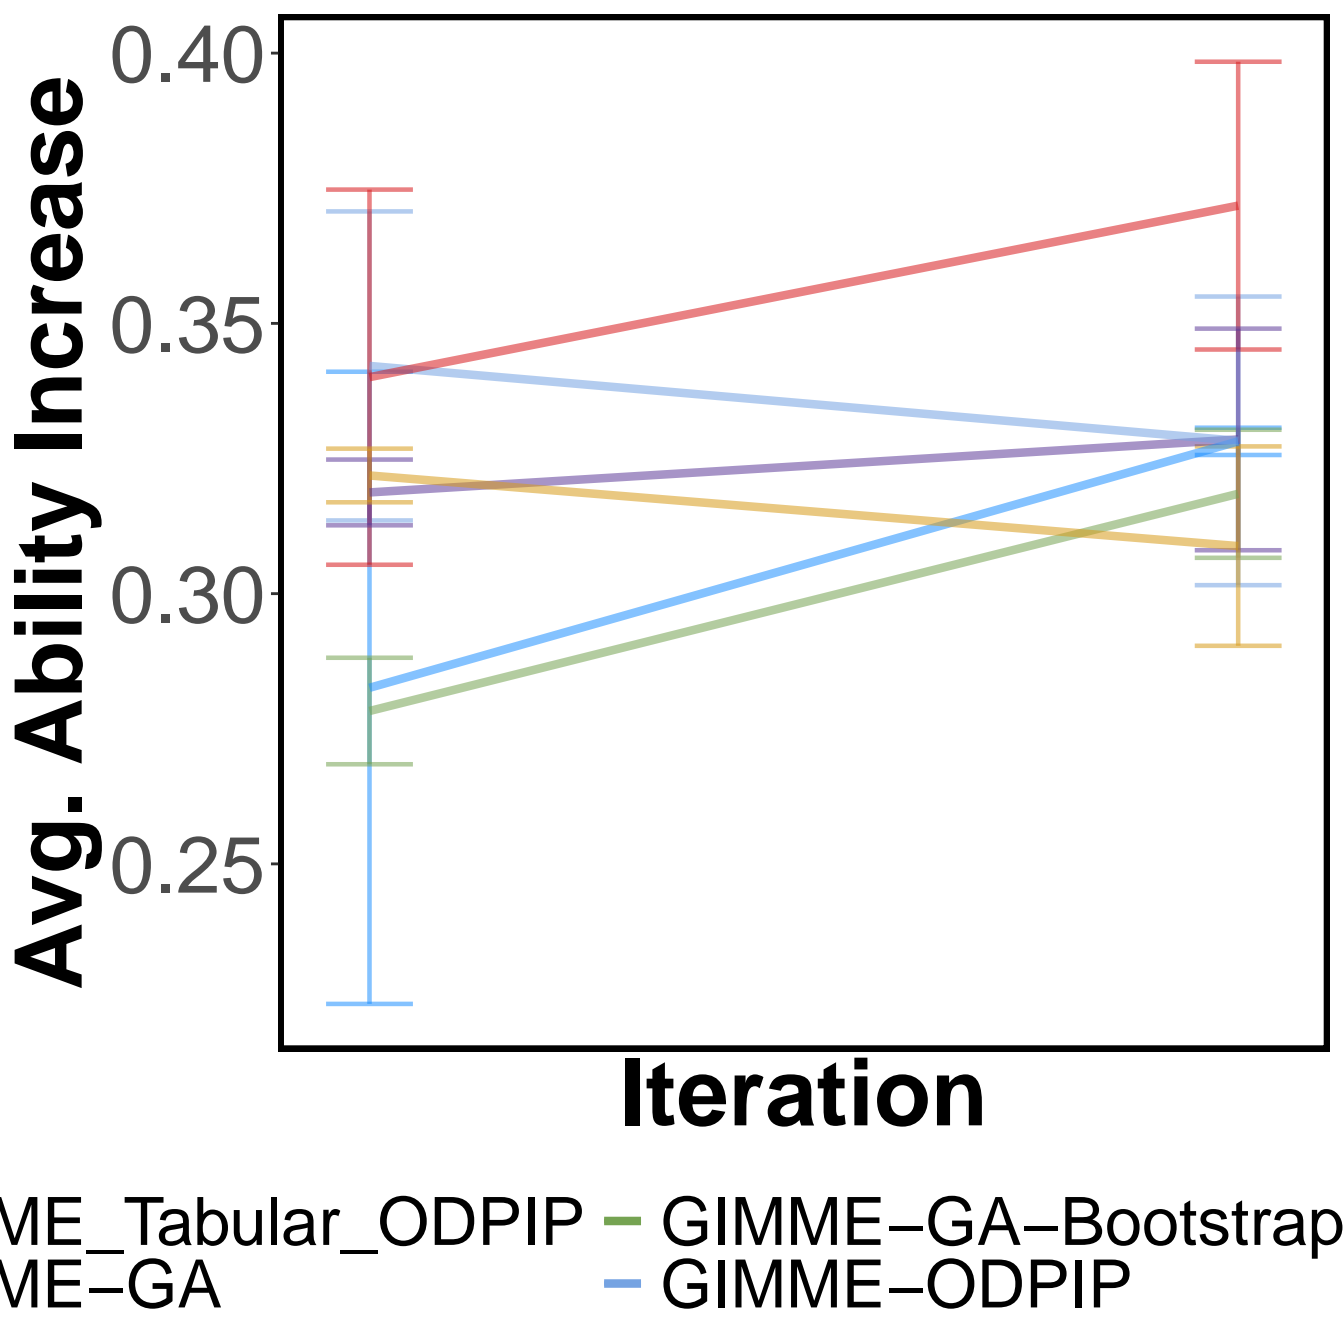 Avg. Ability Increase
0.40
0.35
0.30
0.25
Iteration
ME_Tabular_ODPIP GIMME−GA−Bootstrap
ME−GA GIMME−ODPIP